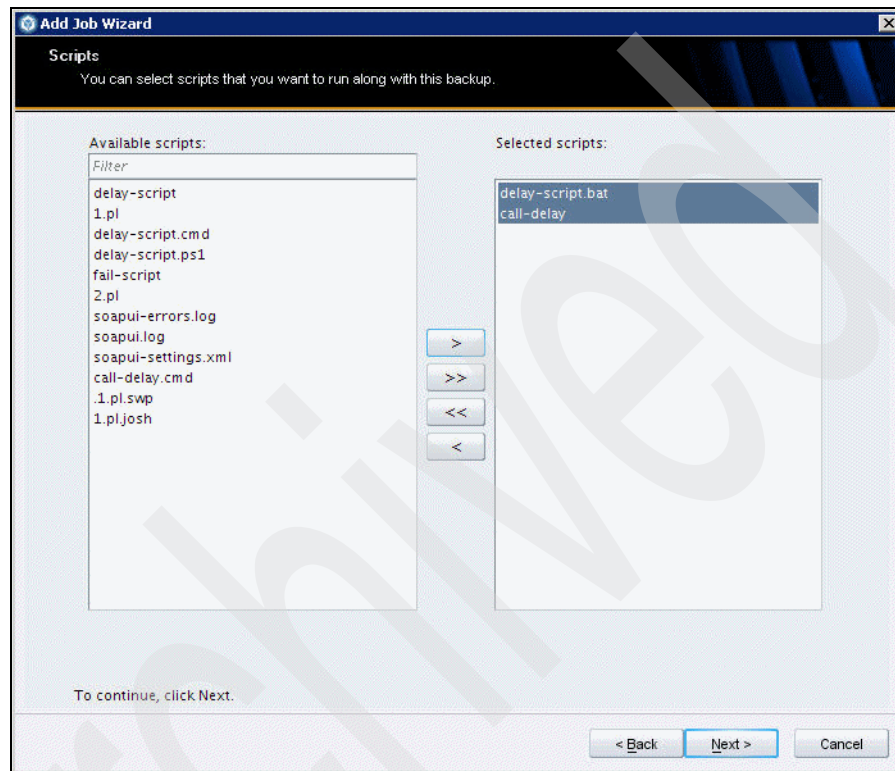 Add Job Wizard
Scripts
You can select scripts that you want to run along with this backup.
Available scripts:
Filter
delay-script
1.pl
delay-script.cmd
delay-script.ps1
fail-script
2.pl
soapui-errors.log
soapui.log
soapui-settings.xml
call-delay.cmd
.1.pl.swp
1.pl.josh
>
>>
<<
<
Selected scripts:
delay-script.bat
call-delay
To continue, click Next.
< Back
Next >
Cancel
Archived